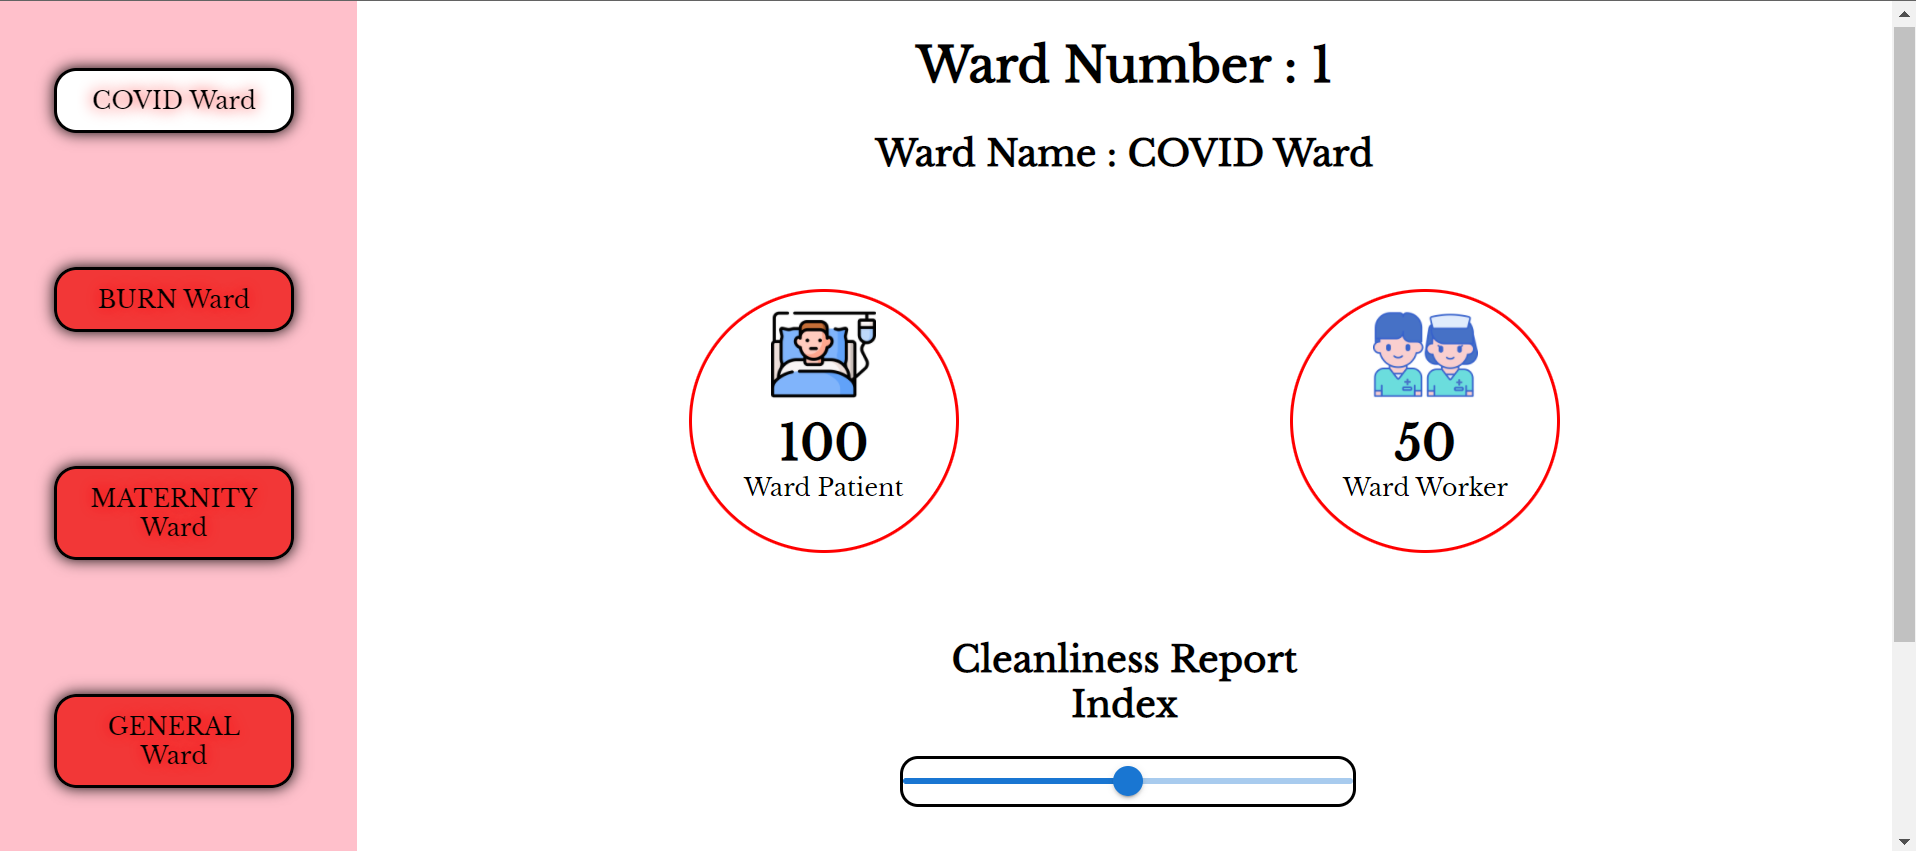 COVID Ward
BURN Ward
MATERNITY
Ward
GENERAL
Ward
Ward Number : 1
Ward Name : COVID Ward
100
Ward Patient
50
Ward Worker
Cleanliness Report
Index